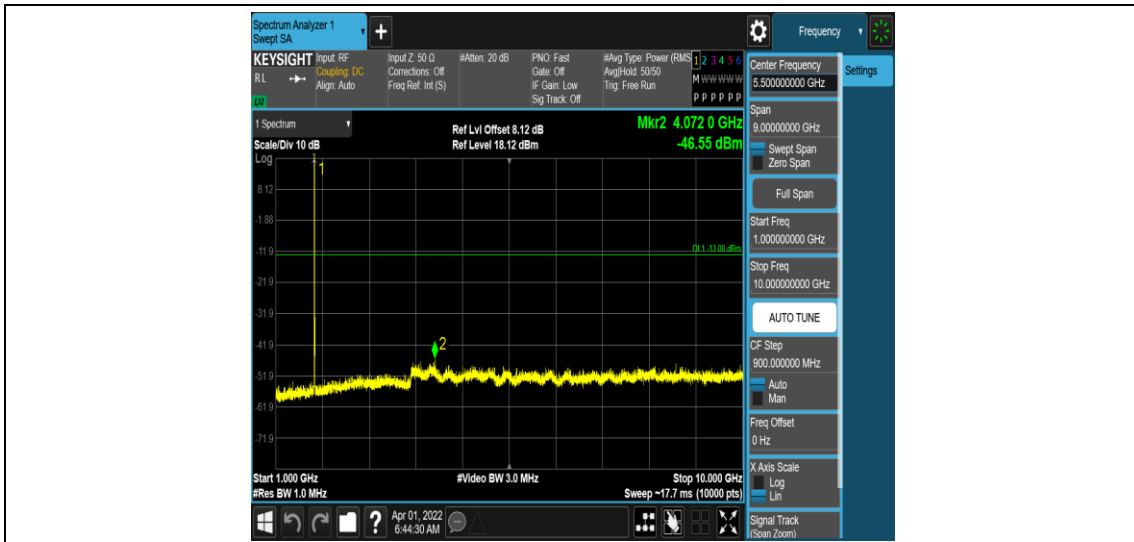 Spectrum Analyzer 1
Swept SA
+
Frequency
KEYSIGHT
RL
LXI
Input: RF
Coupling: DC
Align: Auto
Input Z: 50 Ω
Corrections: Off
Freq Ref: Int (S)
#Atten: 20 dB
PNO: Fast
Gate: Off
IF Gain: Low
Sig Track: Off
#Avg Type: Power (RMS
Avg|Hold: 50/50
Trig: Free Run
1 2 3 4 5 6
M W W W W W
P P P P P P
Settings
1 Spectrum
Scale/Div 10 dB
Log
Ref Lvl Offset 8.12 dB
Ref Level 18.12 dBm
Mkr2 4.072 0 GHz
-46.55 dBm
1
8.12
-1.88
-11.9
DL1 -13.00 dBm
-21.9
-31.9
-41.9
2
-51.9
-61.9
-71.9
Start 1.000 GHz
#Res BW 1.0 MHz
#Video BW 3.0 MHz
Stop 10.000 GHz
Sweep ~17.7 ms (10000 pts)
Center Frequency
5.500000000 GHz
Span
9.00000000 GHz
Swept Span
Zero Span
Full Span
Start Freq
1.000000000 GHz
Stop Freq
10.000000000 GHz
AUTO TUNE
CF Step
900.000000 MHz
Auto
Man
Freq Offset
0 Hz
X Axis Scale
Log
Lin
Signal Track
(Span Zoom)
?
Apr 01, 2022
6:44:30 AM